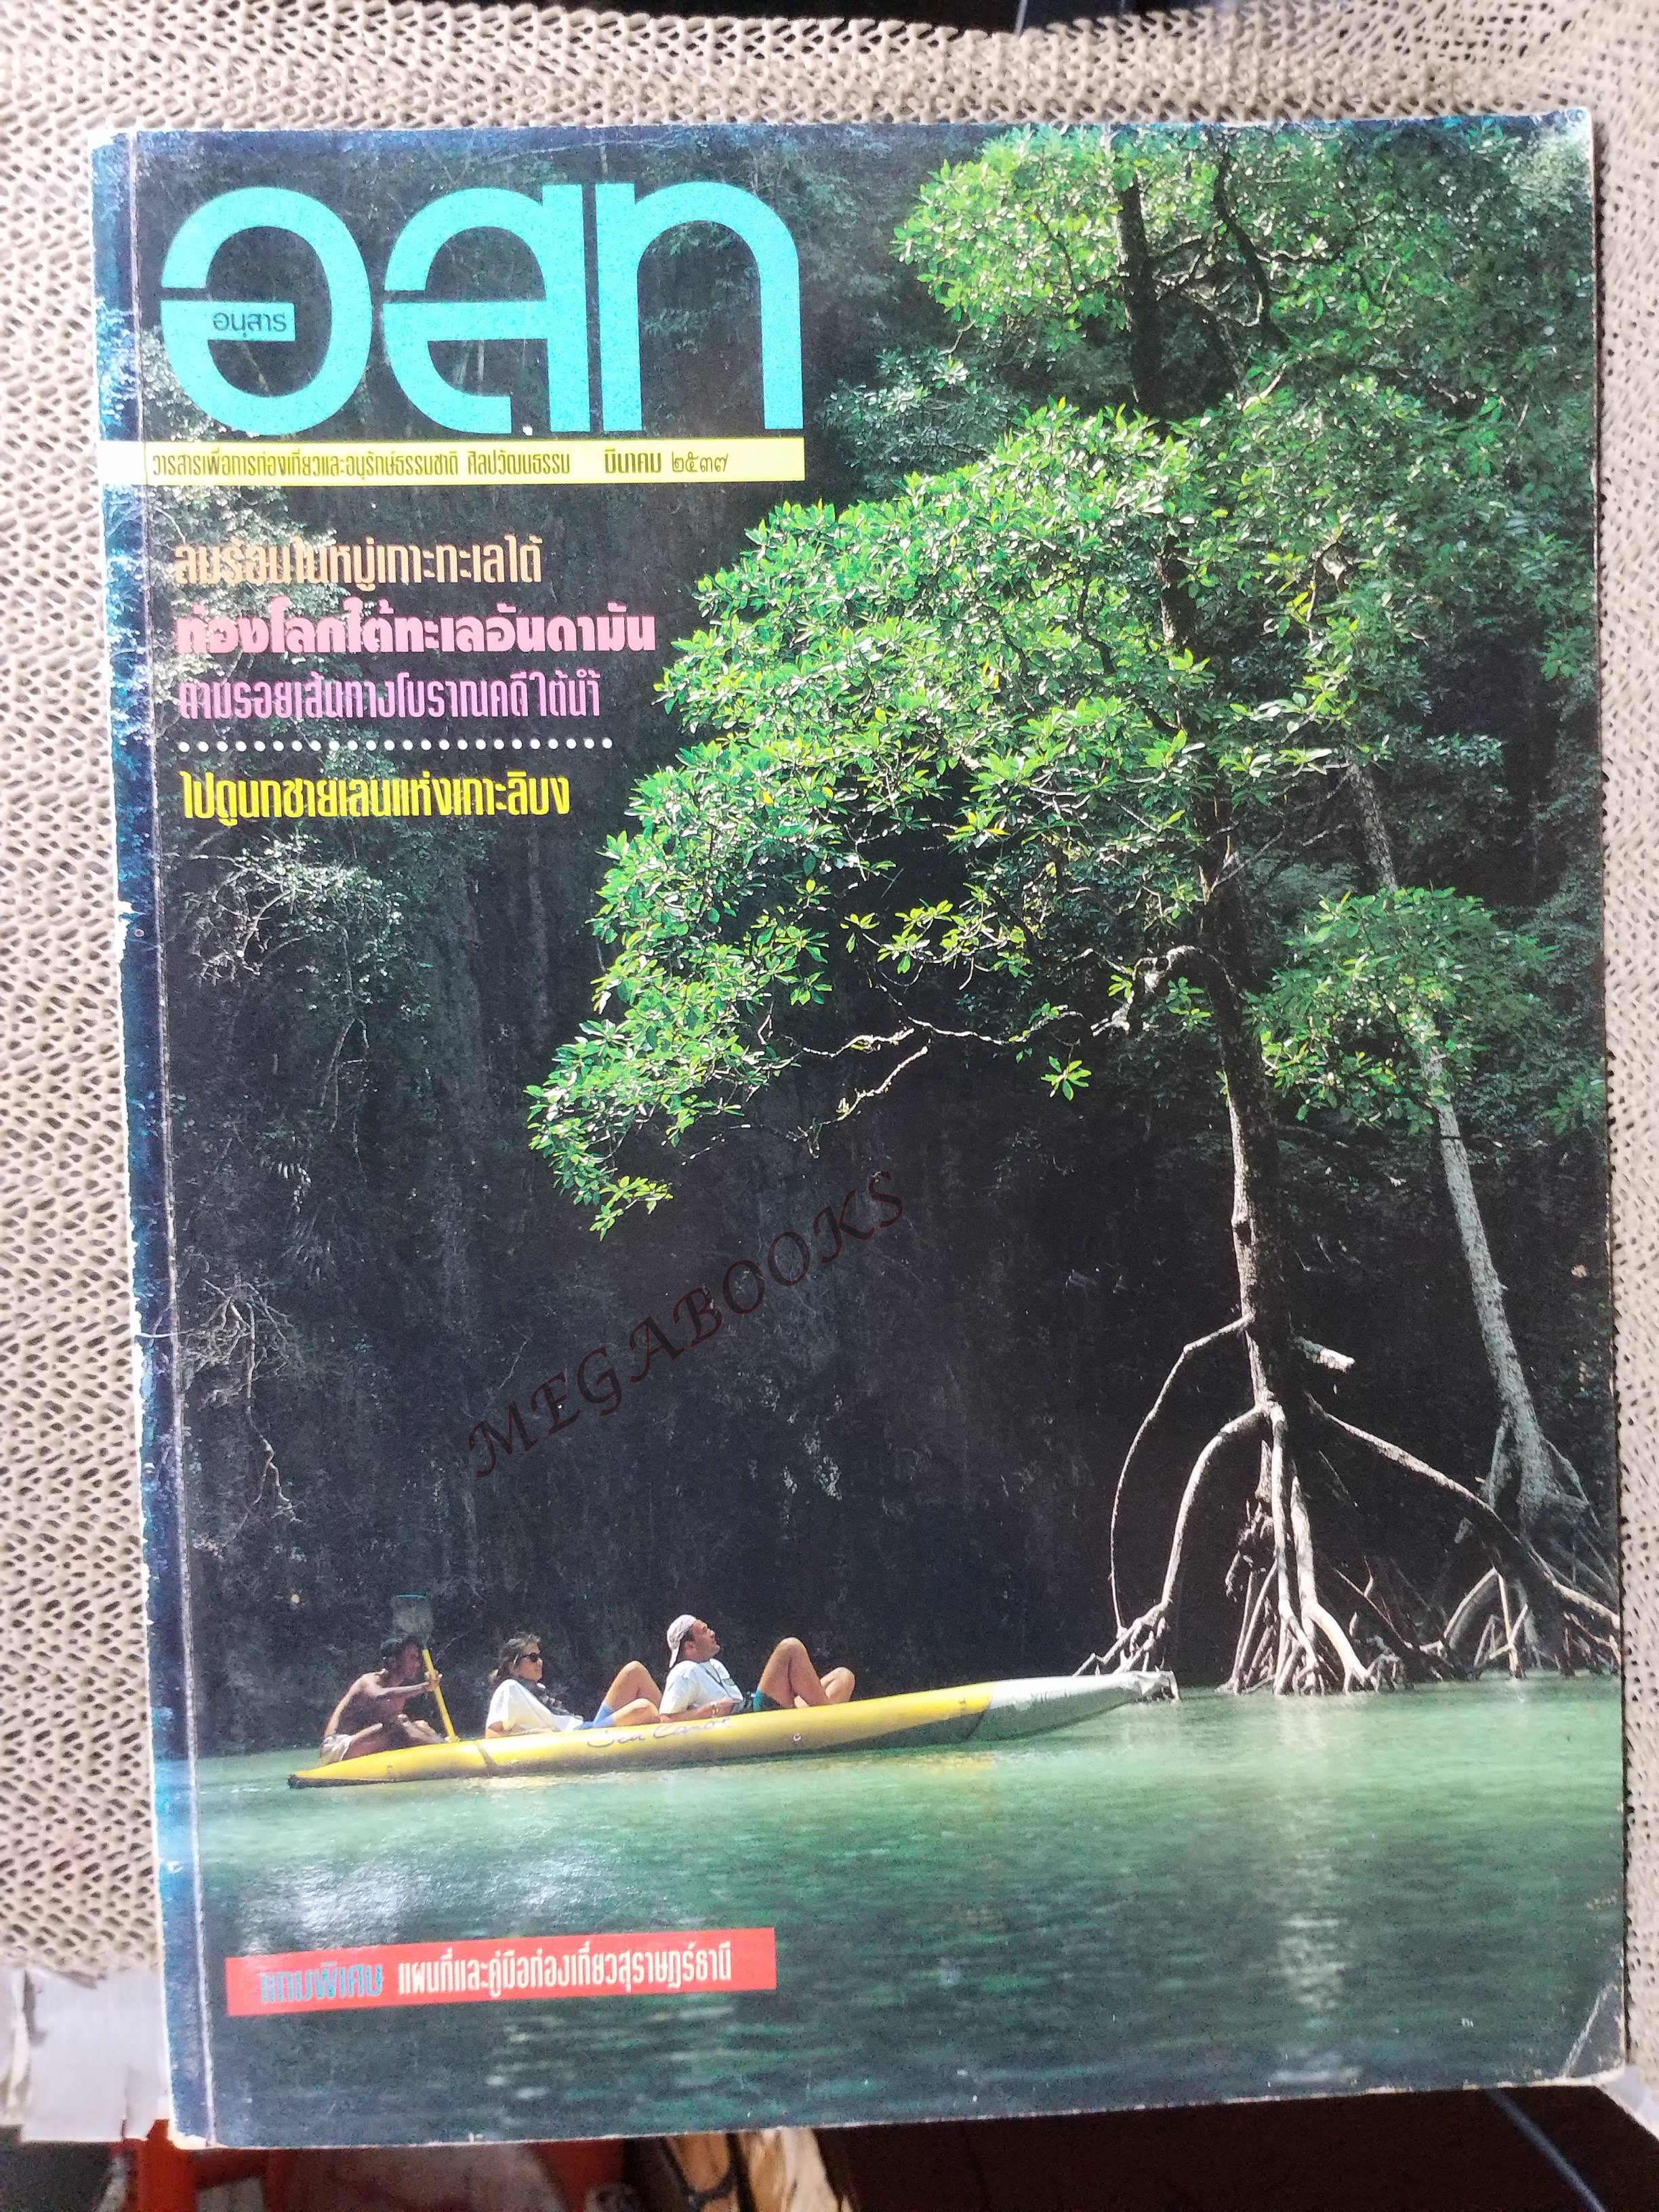 อสท
อนุสาร
วารสารเพื่อการท่องเที่ยวและอนุรักษ์ธรรมชาติ ศิลปวัฒนธรรม มีนาคม ๒๕๓๗
ลมร้อนในหมู่เกาะทะเลใต้
ท่องโลกใต้ทะเลอันดามัน
ตามรอยเส้นทางโบราณคดีใต้น้ำ
ไปดูนกชายเลนแห่งเกาะลิบง
MEGABOOKS
Sea Canoe
แถมพิเศษ แผนที่และคู่มือท่องเที่ยวสุราษฎร์ธานี